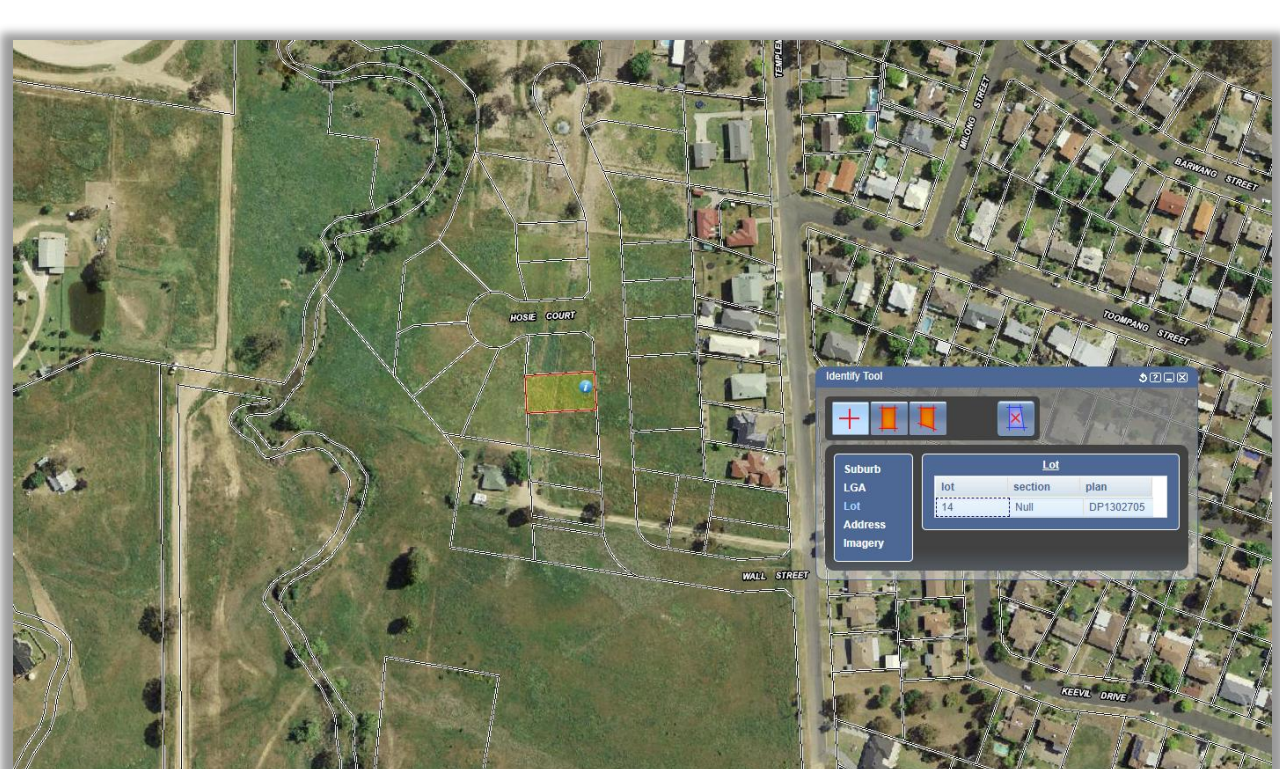 TEMPLEM
MILONG STREET
BARWANG STREET
HOSIE COURT
TOOMPANG STREET
Identify Tool
Suburb
LGA
Lot
Address
Imagery
Lot
lot section plan
14 Null DP1302705
WALL STREET
KEEVIL DRIVE